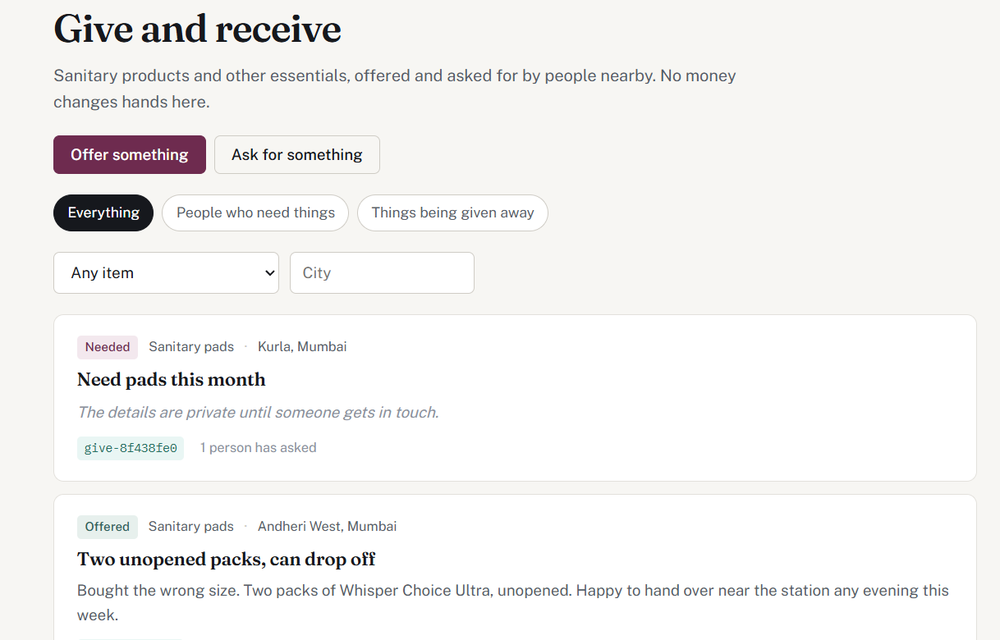 Give and receive
Sanitary products and other essentials, offered and asked for by people nearby. No money
changes hands here.
Offer something
Ask for something
Everything
People who need things
Things being given away
Any item
City
Needed
Sanitary pads · Kurla, Mumbai
Need pads this month
The details are private until someone gets in touch.
give-8f438fe0
1 person has asked
Offered
Sanitary pads · Andheri West, Mumbai
Two unopened packs, can drop off
Bought the wrong size. Two packs of Whisper Choice Ultra, unopened. Happy to hand over near the station any evening this
week.